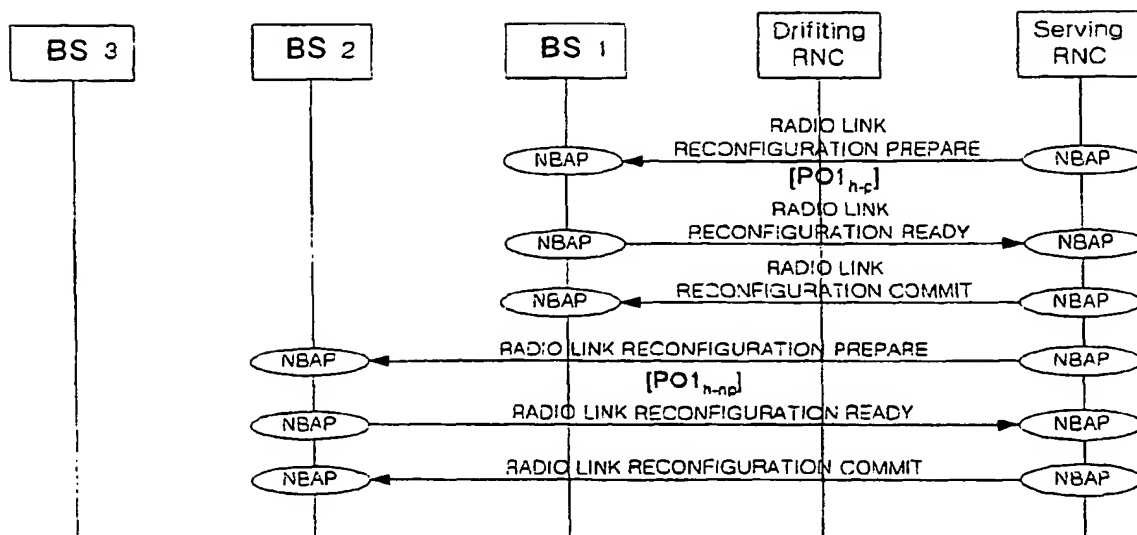 BS 3
BS 2
BS 1
Drifiting
RNC
Serving
RNC
RADIO LINK
NBAP RECONFIGURATION PREPARE NBAP
[PO1h-p]
RADIO LINK
NBAP RECONFIGURATION READY NBAP
RADIO LINK
NBAP RECONFIGURATION COMMIT NBAP
NBAP RADIO LINK RECONFIGURATION PREPARE NBAP
[PO1h-np]
NBAP RADIO LINK RECONFIGURATION READY NBAP
NBAP RADIO LINK RECONFIGURATION COMMIT NBAP